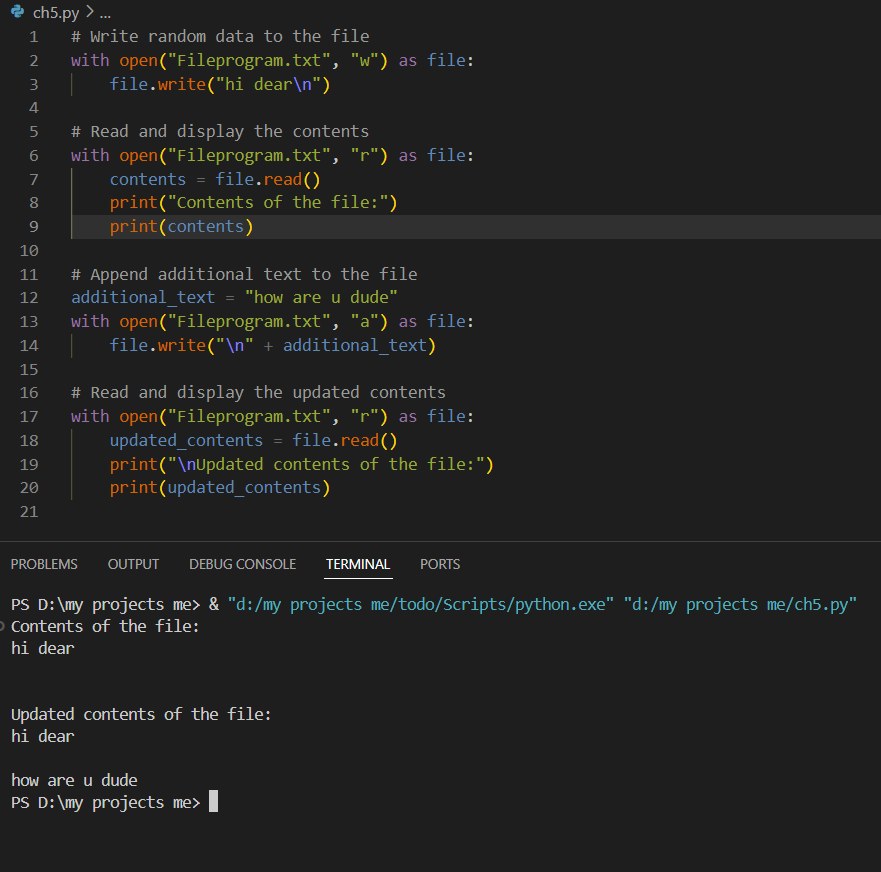 ch5.py > ...
1 # Write random data to the file
2 with open("Fileprogram.txt", "w") as file:
3     file.write("hi dear\n")
4
5 # Read and display the contents
6 with open("Fileprogram.txt", "r") as file:
7     contents = file.read()
8     print("Contents of the file:")
9     print(contents)
10
11 # Append additional text to the file
12 additional_text = "how are u dude"
13 with open("Fileprogram.txt", "a") as file:
14     file.write("\n" + additional_text)
15
16 # Read and display the updated contents
17 with open("Fileprogram.txt", "r") as file:
18     updated_contents = file.read()
19     print("\nUpdated contents of the file:")
20     print(updated_contents)
21
PROBLEMS OUTPUT DEBUG CONSOLE TERMINAL PORTS
PS D:\my projects me> & "d:/my projects me/todo/Scripts/python.exe" "d:/my projects me/ch5.py"
Contents of the file:
hi dear
Updated contents of the file:
hi dear
how are u dude
PS D:\my projects me>